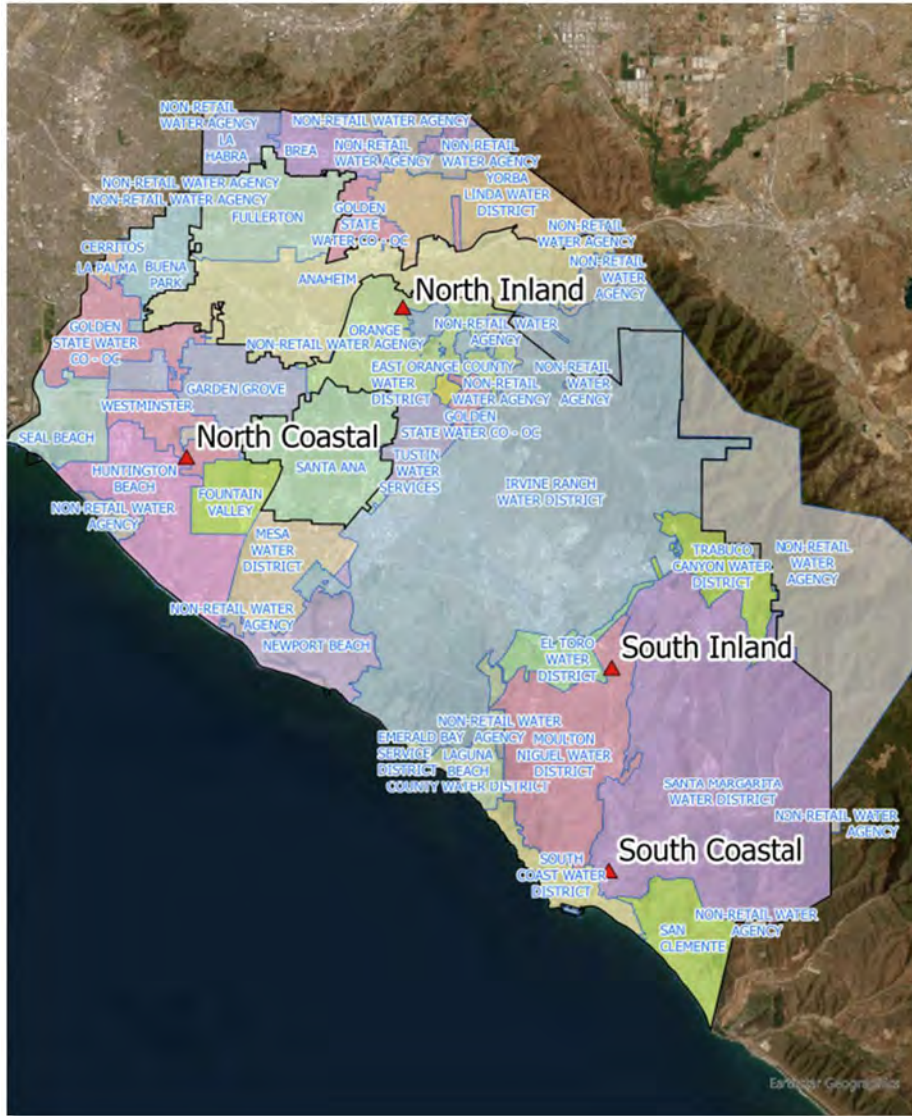 NON-RETAIL
WATER AGENCY
LA
HABRA
NON-RETAIL WATER AGENCY
BREA
NON-RETAIL
WATER AGENCY
NON-RETAIL
WATER AGENCY
YORBA
LINDA WATER
DISTRICT
NON-RETAIL WATER AGENCY
NON-RETAIL WATER AGENCY
FULLERTON
GOLDEN
STATE
WATER CO - OC
NON-RETAIL
WATER AGENCY
CERRITOS
LA PALMA
BUENA
PARK
ANAHEIM
NON-RETAIL
WATER
AGENCY
North Inland
GOLDEN
STATE WATER
CO - OC
ORANGE
NON-RETAIL WATER AGENCY
NON-RETAIL WATER
AGENCY
EAST ORANGE COUNTY
WATER
DISTRICT
NON-RETAIL
WATER AGENCY
NON-RETAIL
WATER
AGENCY
GARDEN GROVE
WESTMINSTER
GOLDEN
STATE WATER CO - OC
SEAL BEACH
North Coastal
HUNTINGTON
BEACH
SANTA ANA
TUSTIN
WATER
SERVICES
IRVINE RANCH
WATER DISTRICT
FOUNTAIN
VALLEY
NON-RETAIL WATER
AGENCY
MESA
WATER
DISTRICT
TRABUCO
CANYON WATER
DISTRICT
NON-RETAIL
WATER
AGENCY
NON-RETAIL WATER
AGENCY
NEWPORT BEACH
EL TORO
WATER
DISTRICT
South Inland
NON-RETAIL WATER
AGENCY
EMERALD BAY
SERVICE
DISTRICT
LAGUNA
BEACH
COUNTY WATER DISTRICT
MOULTON
NIGUEL WATER
DISTRICT
SANTA MARGARITA
WATER DISTRICT
NON-RETAIL WATER
AGENCY
South Coastal
SOUTH
COAST WATER
DISTRICT
SAN
CLEMENTE
NON-RETAIL WATER
AGENCY
Earthstar Geographics